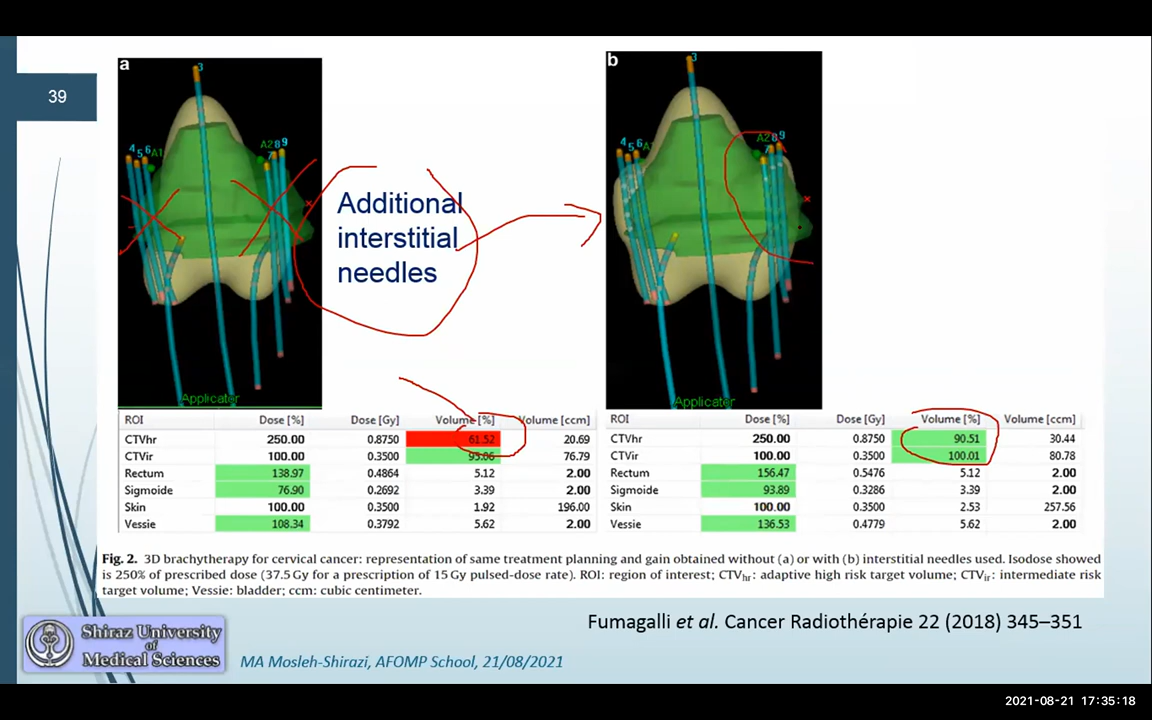 39
a
3
4 5 6 A1
A2 8 9
7
Applicator
Additional
interstitial
needles
b
3
4 5 6 A1
A2 8 9
7
Applicator
ROI Dose [%] Dose [Gy] Volume [%] Volume [ccm]
CTVhr 250.00 0.8750 61.52 20.69
CTVir 100.00 0.3500 95.06 76.79
Rectum 138.97 0.4864 5.12 2.00
Sigmoide 76.90 0.2692 3.39 2.00
Skin 100.00 0.3500 1.92 196.00
Vessie 108.34 0.3792 5.62 2.00
ROI Dose [%] Dose [Gy] Volume [%] Volume [ccm]
CTVhr 250.00 0.8750 90.51 30.44
CTVir 100.00 0.3500 100.01 80.78
Rectum 156.47 0.5476 5.12 2.00
Sigmoide 93.89 0.3286 3.39 2.00
Skin 100.00 0.3500 2.53 257.56
Vessie 136.53 0.4779 5.62 2.00
Fig. 2. 3D brachytherapy for cervical cancer: representation of same treatment planning and gain obtained without (a) or with (b) interstitial needles used. Isodose showed
is 250% of prescribed dose (37.5 Gy for a prescription of 15 Gy pulsed-dose rate). ROI: region of interest; CTVhr: adaptive high risk target volume; CTVir: intermediate risk
target volume; Vessie: bladder; ccm: cubic centimeter.
Fumagalli et al. Cancer Radiothérapie 22 (2018) 345–351
Shiraz University
of
Medical Sciences
MA Mosleh-Shirazi, AFOMP School, 21/08/2021
2021-08-21 17:35:18